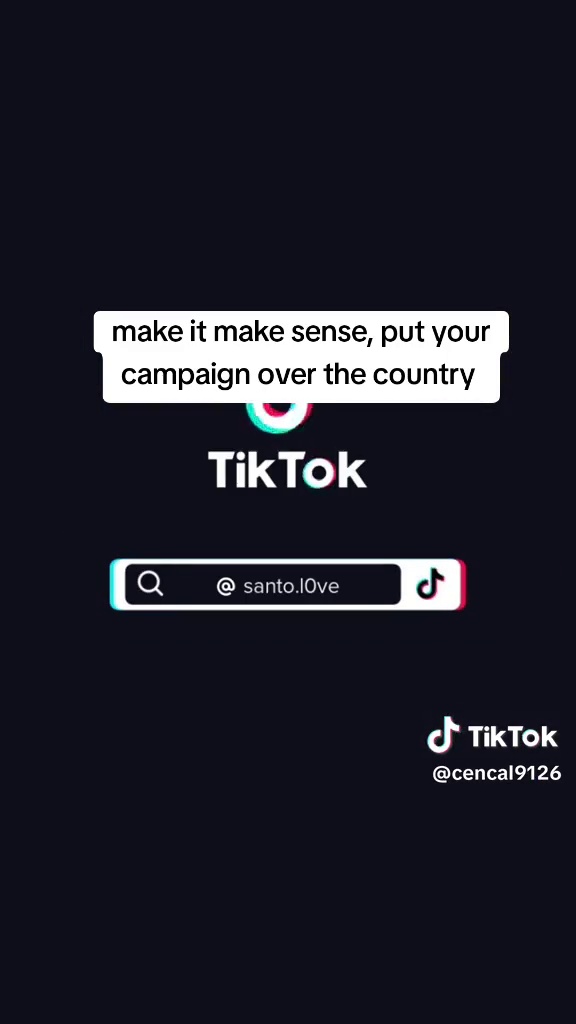 make it make sense, put your
campaign over the country
TikTok
@ santo.l0ve
TikTok
@cencal9126